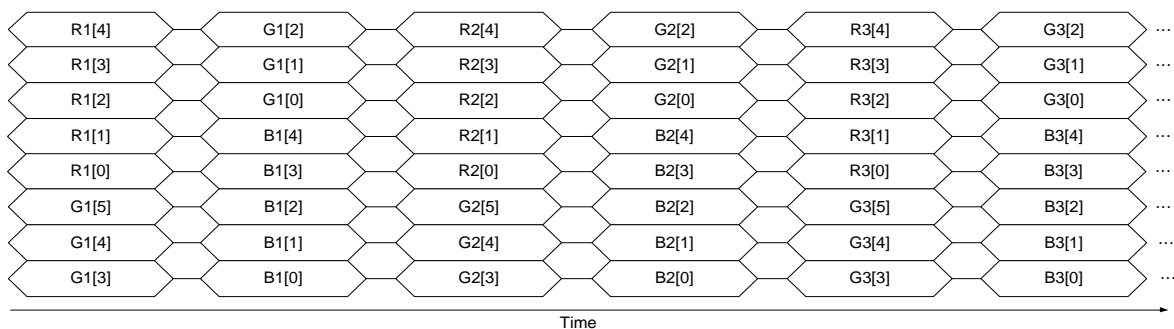 R1[4] G1[2] R2[4] G2[2] R3[4] G3[2] ...
R1[3] G1[1] R2[3] G2[1] R3[3] G3[1] ...
R1[2] G1[0] R2[2] G2[0] R3[2] G3[0] ...
R1[1] B1[4] R2[1] B2[4] R3[1] B3[4] ...
R1[0] B1[3] R2[0] B2[3] R3[0] B3[3] ...
G1[5] B1[2] G2[5] B2[2] G3[5] B3[2] ...
G1[4] B1[1] G2[4] B2[1] G3[4] B3[1] ...
G1[3] B1[0] G2[3] B2[0] G3[3] B3[0] ...
Time